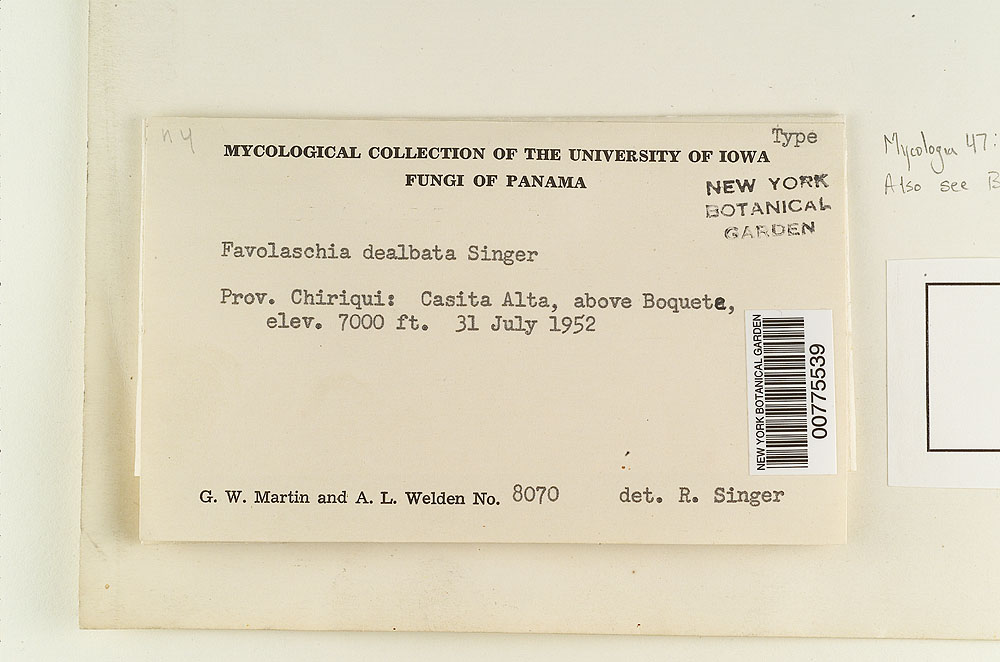 n y
Type
MYCOLOGICAL COLLECTION OF THE UNIVERSITY OF IOWA
FUNGI OF PANAMA
NEW YORK
BOTANICAL
GARDEN
Favolaschia dealbata Singer
Prov. Chiriqui: Casita Alta, above Boquete,
elev. 7000 ft. 31 July 1952
NEW YORK BOTANICAL GARDEN
00775539
G. W. Martin and A. L. Welden No. 8070 det. R. Singer
Mycologia 47:
Also see B